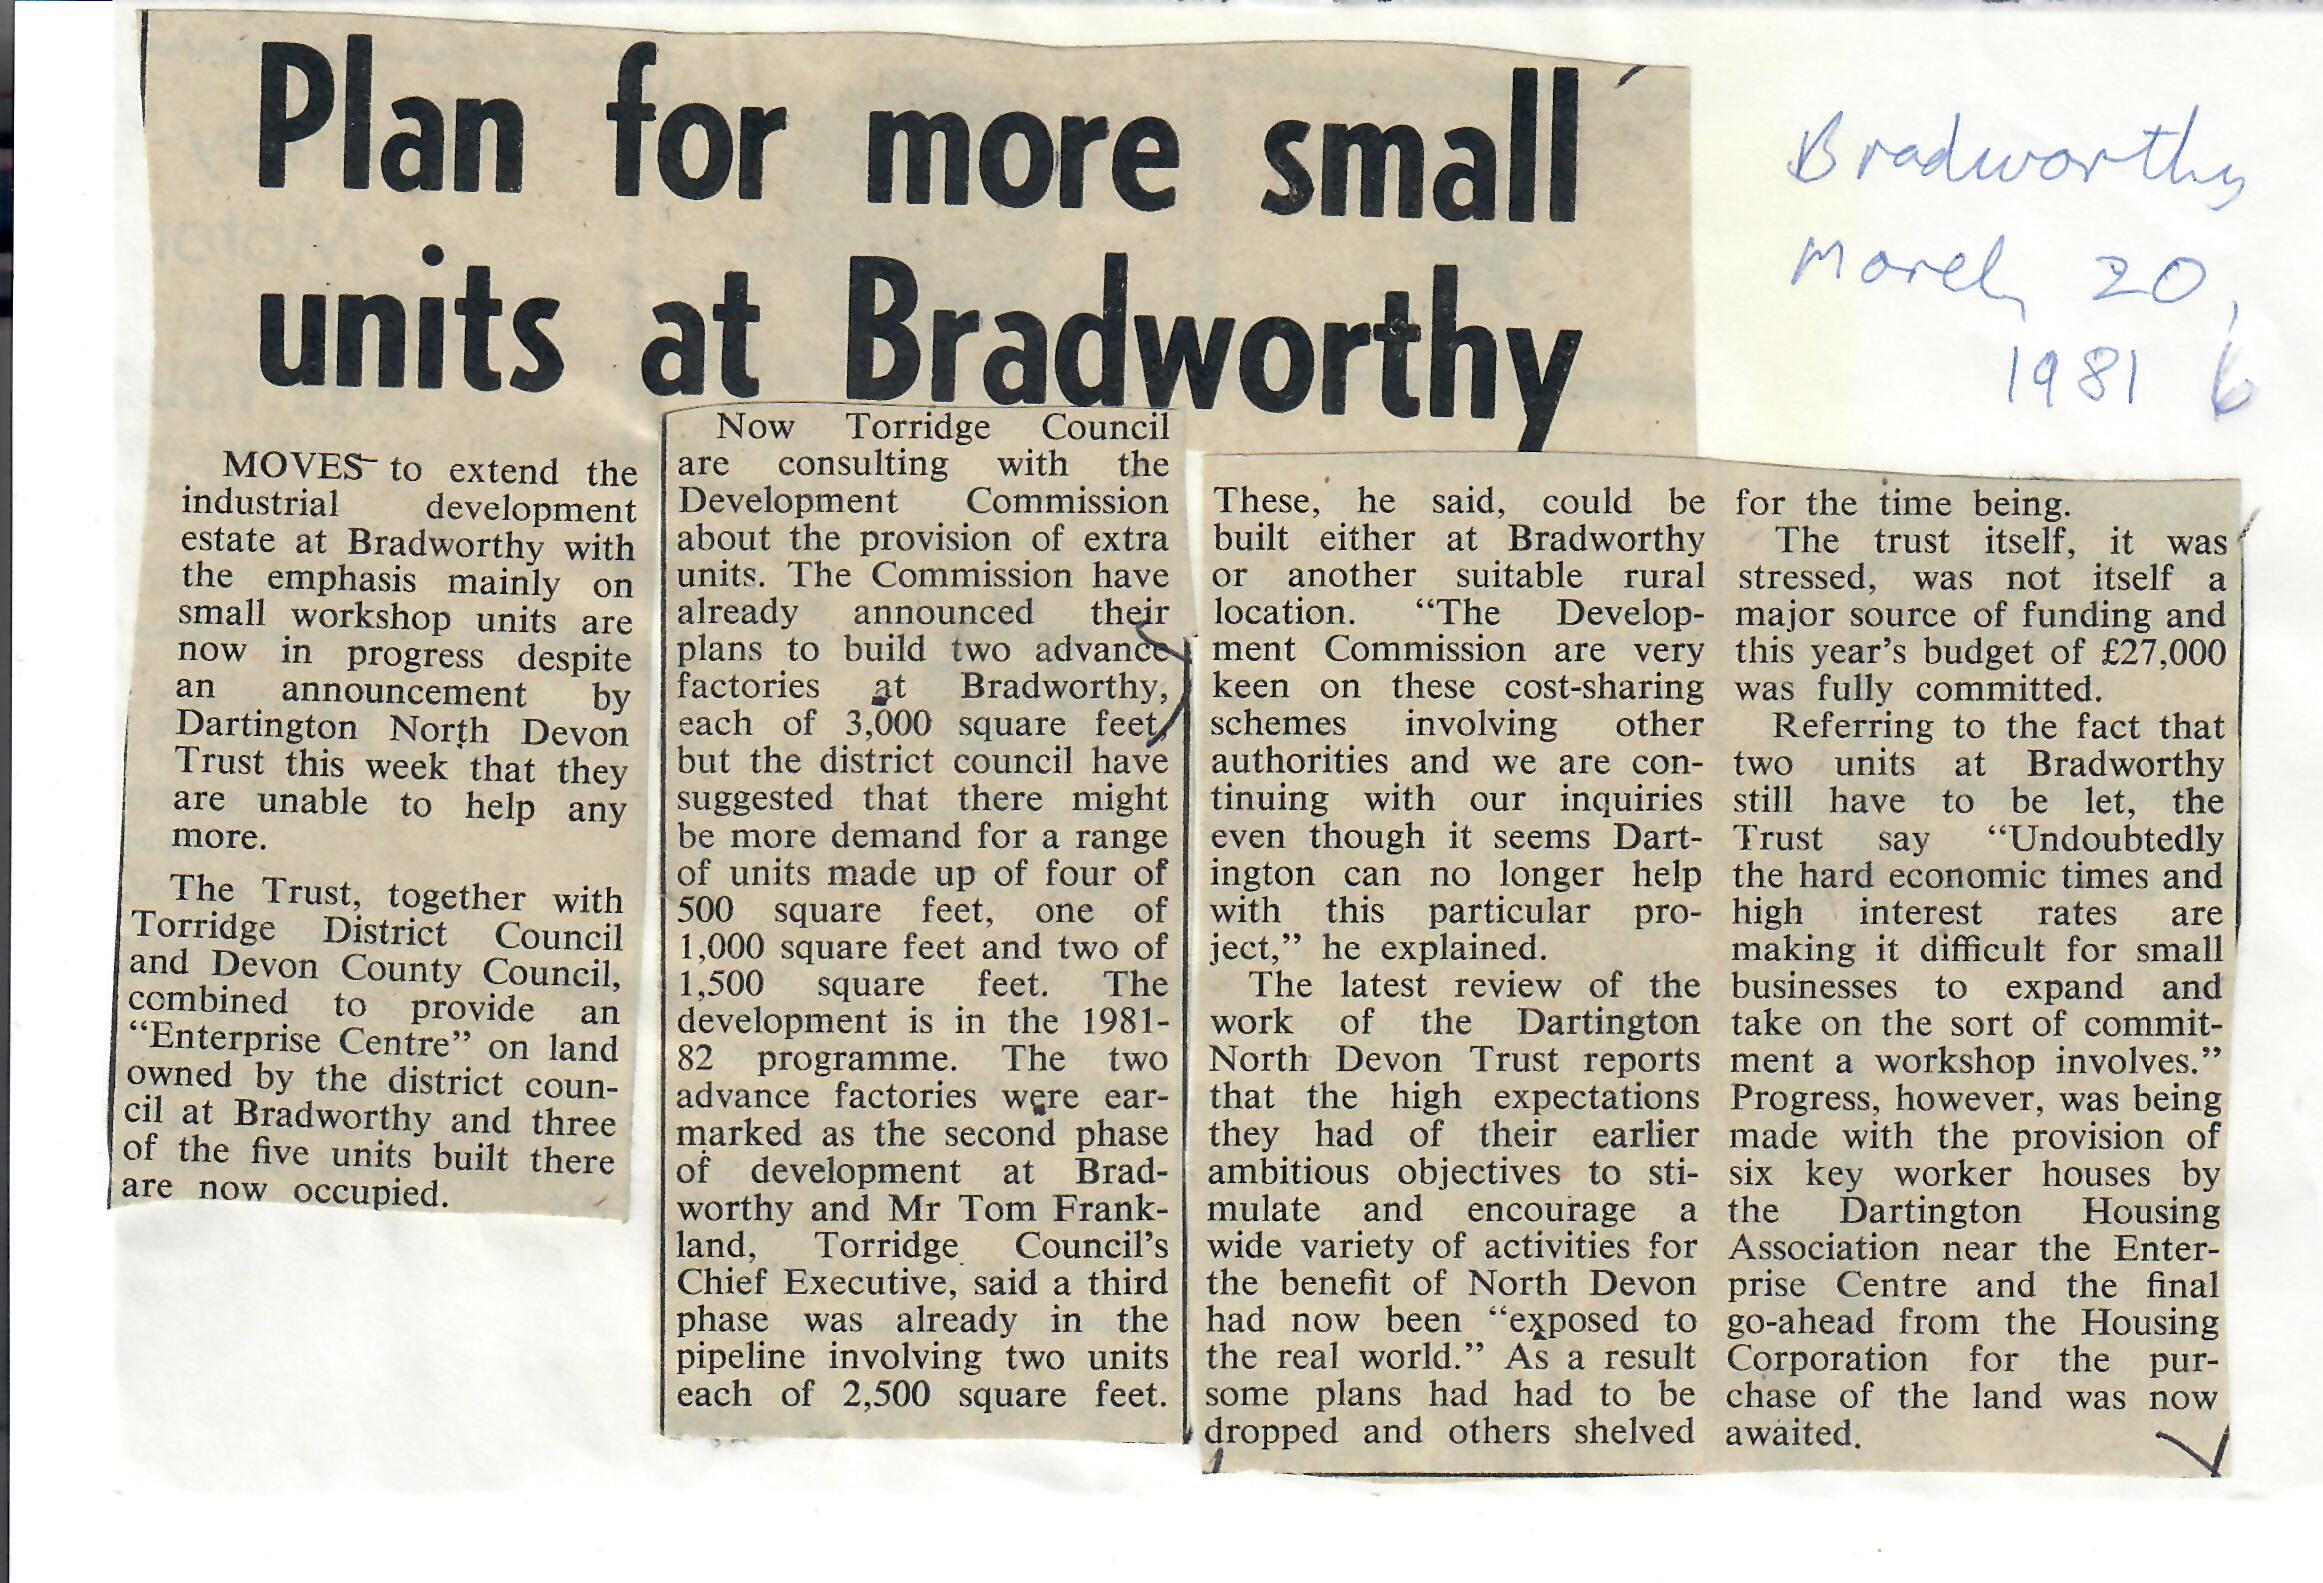 Plan for more small
units at Bradworthy
Bradworthy
March 20,
1981 6
MOVES to extend the
industrial development
estate at Bradworthy with
the emphasis mainly on
small workshop units are
now in progress despite
an announcement by
Dartington North Devon
Trust this week that they
are unable to help any
more.
The Trust, together with
Torridge District Council
and Devon County Council,
combined to provide an
“Enterprise Centre” on land
owned by the district coun-
cil at Bradworthy and three
of the five units built there
are now occupied.
Now Torridge Council
are consulting with the
Development Commission
about the provision of extra
units. The Commission have
already announced their
plans to build two advance
factories at Bradworthy,
each of 3,000 square feet,
but the district council have
suggested that there might
be more demand for a range
of units made up of four of
500 square feet, one of
1,000 square feet and two of
1,500 square feet. The
development is in the 1981-
82 programme. The two
advance factories were ear-
marked as the second phase
of development at Brad-
worthy and Mr Tom Frank-
land, Torridge Council’s
Chief Executive, said a third
phase was already in the
pipeline involving two units
each of 2,500 square feet.
These, he said, could be
built either at Bradworthy
or another suitable rural
location. “The Develop-
ment Commission are very
keen on these cost-sharing
schemes involving other
authorities and we are con-
tinuing with our inquiries
even though it seems Dart-
ington can no longer help
with this particular pro-
ject,” he explained.
The latest review of the
work of the Dartington
North Devon Trust reports
that the high expectations
they had of their earlier
ambitious objectives to sti-
mulate and encourage a
wide variety of activities for
the benefit of North Devon
had now been “exposed to
the real world.” As a result
some plans had had to be
dropped and others shelved
for the time being.
The trust itself, it was
stressed, was not itself a
major source of funding and
this year’s budget of £27,000
was fully committed.
Referring to the fact that
two units at Bradworthy
still have to be let, the
Trust say “Undoubtedly
the hard economic times and
high interest rates are
making it difficult for small
businesses to expand and
take on the sort of commit-
ment a workshop involves.”
Progress, however, was being
made with the provision of
six key worker houses by
the Dartington Housing
Association near the Enter-
prise Centre and the final
go-ahead from the Housing
Corporation for the pur-
chase of the land was now
awaited.